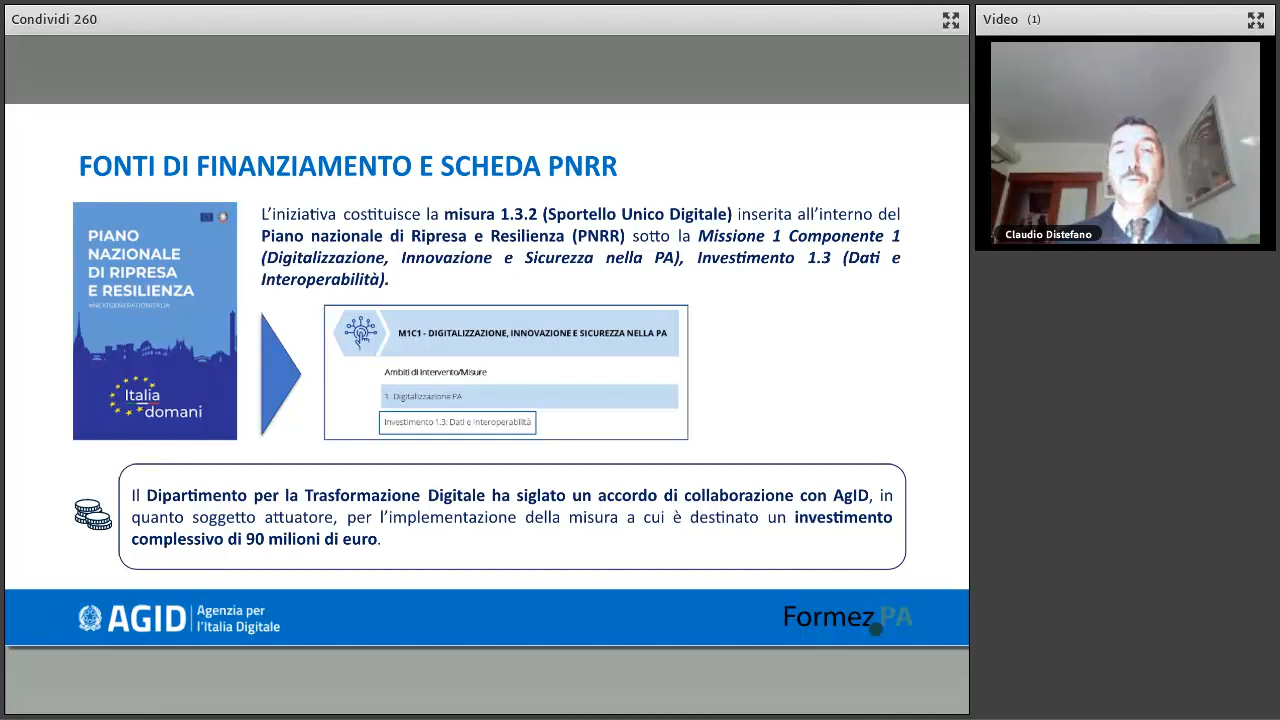 Condividi 260
Video (1)
Claudio Distefano
FONTI DI FINANZIAMENTO E SCHEDA PNRR
PIANO
NAZIONALE
DI RIPRESA
E RESILIENZA
#NEXTGENERATIONITALIA
Italia
domani
L'iniziativa costituisce la misura 1.3.2 (Sportello Unico Digitale) inserita all'interno del
Piano nazionale di Ripresa e Resilienza (PNRR) sotto la Missione 1 Componente 1
(Digitalizzazione, Innovazione e Sicurezza nella PA), Investimento 1.3 (Dati e
Interoperabilità).
M1C1 - DIGITALIZZAZIONE, INNOVAZIONE E SICUREZZA NELLA PA
Ambiti di intervento/Misure
1. Digitalizzazione PA
Investimento 1.3: Dati e interoperabilità
Il Dipartimento per la Trasformazione Digitale ha siglato un accordo di collaborazione con AgID, in
quanto soggetto attuatore, per l'implementazione della misura a cui è destinato un investimento
complessivo di 90 milioni di euro.
AGID
Agenzia per
l'Italia Digitale
Formez PA